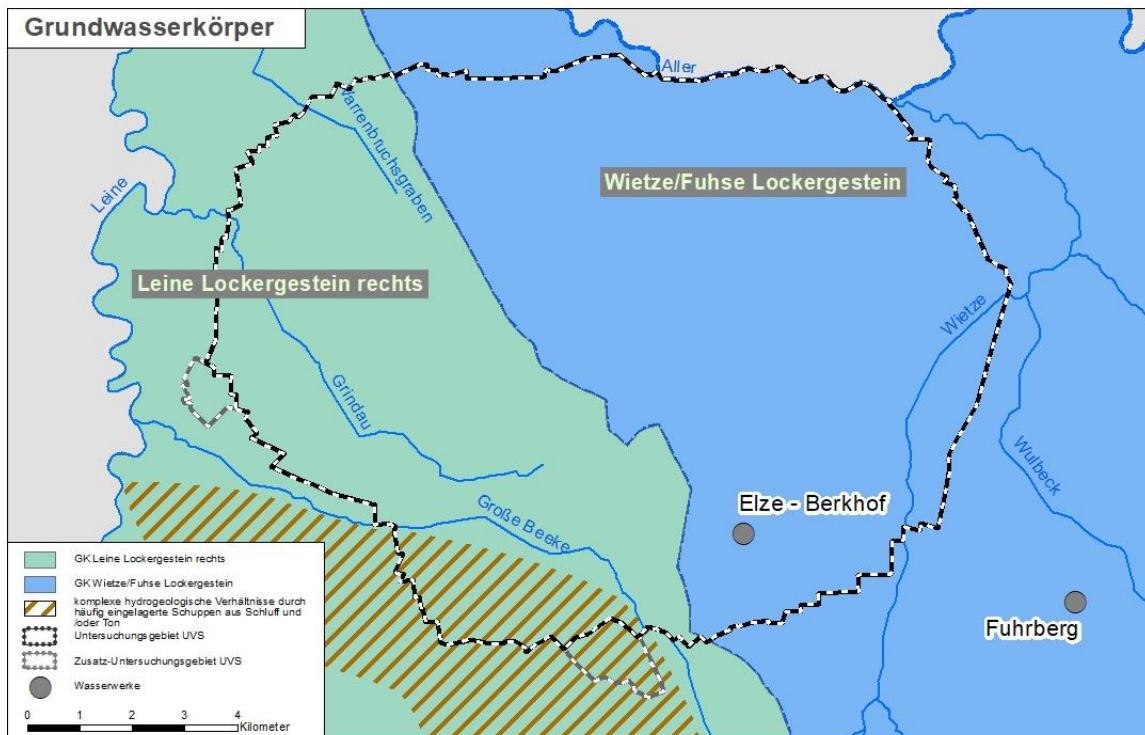 Grundwasserkörper
Aller
Varrenbruchsgraben
Leine
Wietze/Fuhse Lockergestein
Leine Lockergestein rechts
Wietze
Grindau
Wulbeck
Große Beeke
Elze - Berkhof
Fuhrberg
GK Leine Lockergestein rechts
GK Wietze/Fuhse Lockergestein
komplexe hydrogeologische Verhältnisse durch
häufig eingelagerte Schuppen aus Schluff und
/oder Ton
Untersuchungsgebiet UVS
Zusatz-Untersuchungsgebiet UVS
Wasserwerke
0 1 2 3 4
Kilometer